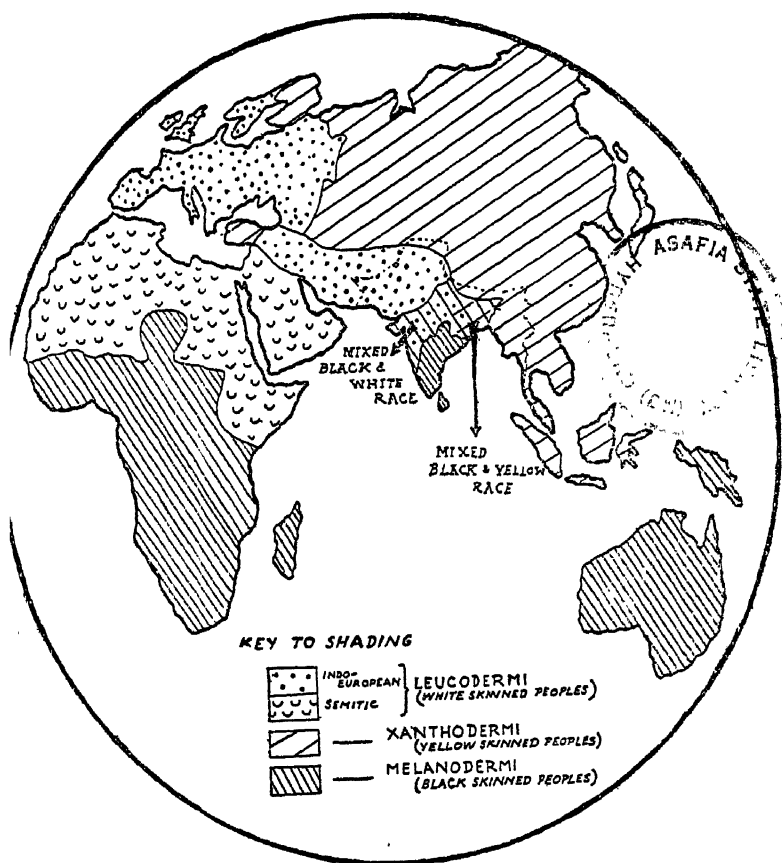 ASAFIA STATE
MIXED
BLACK &
WHITE
RACE
MIXED
BLACK & YELLOW
RACE
KEY TO SHADING
INDO-
EUROPEAN
SEMITIC
LEUCODERMI
(WHITE SKINNED PEOPLES)
XANTHODERMI
(YELLOW SKINNED PEOPLES)
MELANODERMI
(BLACK SKINNED PEOPLES)